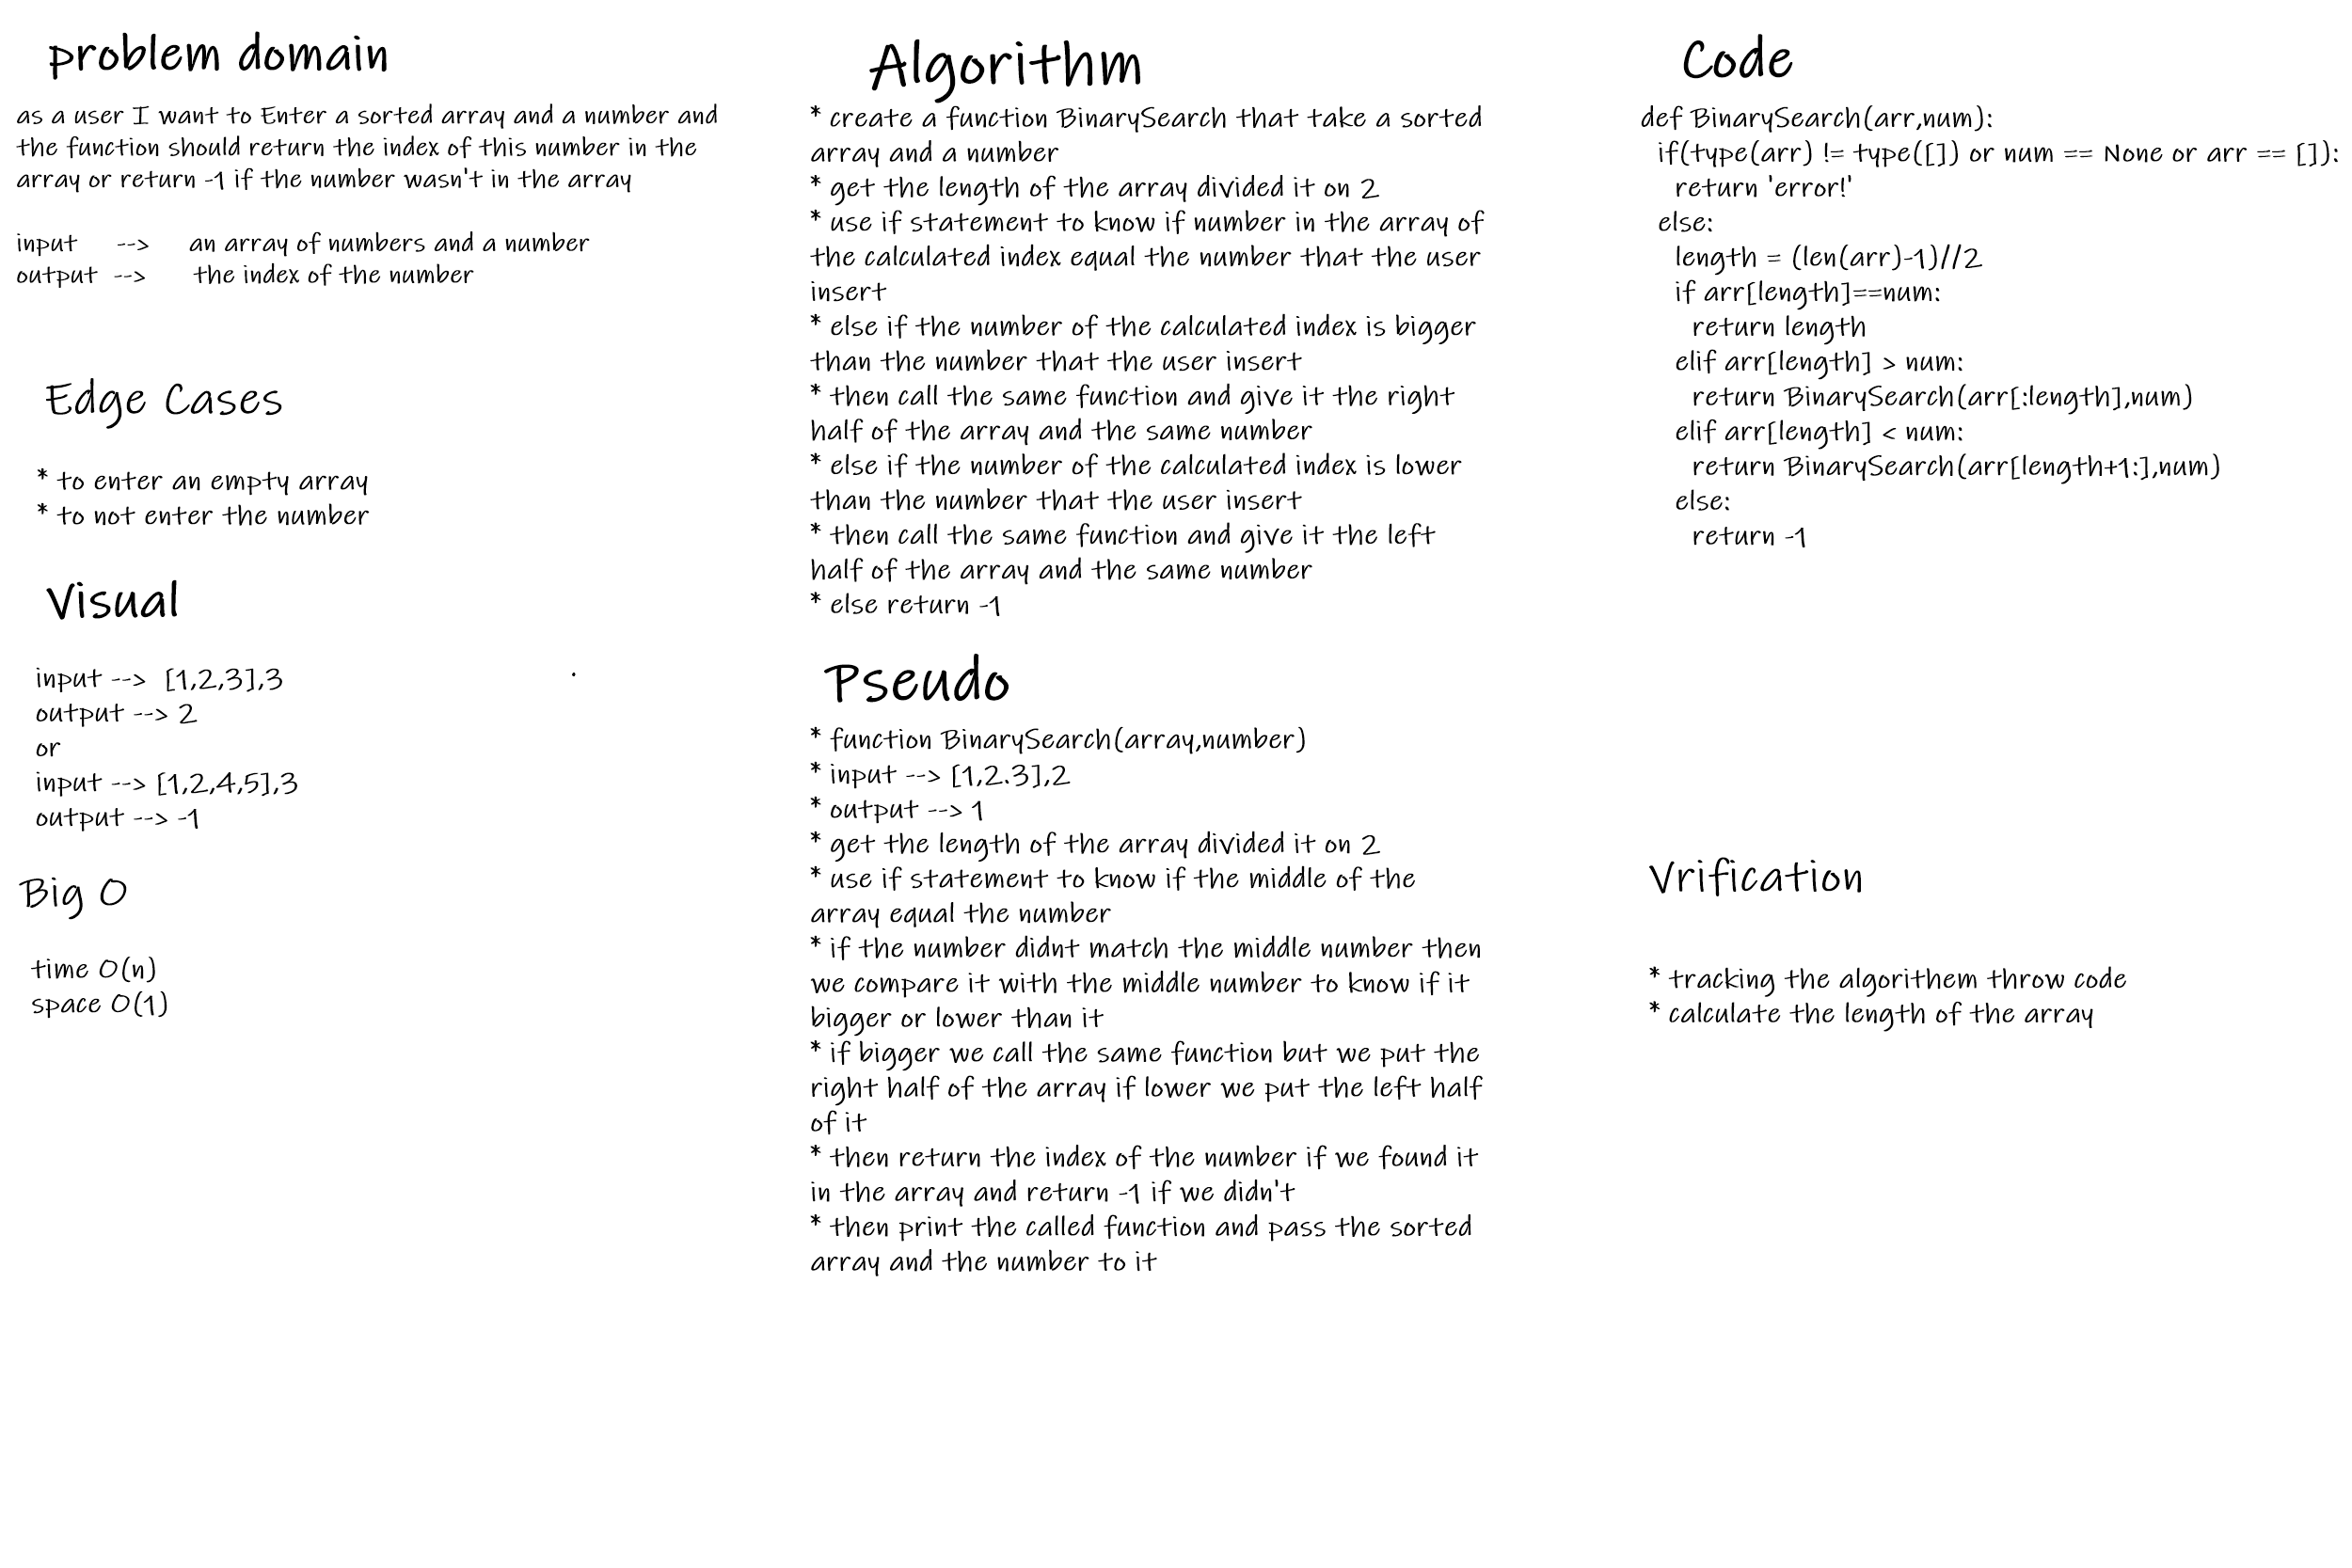 problem domain
as a user I want to Enter a sorted array and a number and
the function should return the index of this number in the
array or return -1 if the number wasn't in the array
input --> an array of numbers and a number
output --> the index of the number
Edge Cases
* to enter an empty array
* to not enter the number
Visual
input --> [1,2,3],3
output --> 2
or
input --> [1,2,4,5],3
output --> -1
Big O
time O(n)
space O(1)
Algorithm
* create a function BinarySearch that take a sorted
array and a number
* get the length of the array divided it on 2
* use if statement to know if number in the array of
the calculated index equal the number that the user
insert
* else if the number of the calculated index is bigger
than the number that the user insert
* then call the same function and give it the right
half of the array and the same number
* else if the number of the calculated index is lower
than the number that the user insert
* then call the same function and give it the left
half of the array and the same number
* else return -1
Pseudo
* function BinarySearch(array,number)
* input --> [1,2.3],2
* output --> 1
* get the length of the array divided it on 2
* use if statement to know if the middle of the
array equal the number
* if the number didnt match the middle number then
we compare it with the middle number to know if it
bigger or lower than it
* if bigger we call the same function but we put the
right half of the array if lower we put the left half
of it
* then return the index of the number if we found it
in the array and return -1 if we didn't
* then print the called function and pass the sorted
array and the number to it
Code
def BinarySearch(arr,num):
if(type(arr) != type([]) or num == None or arr == []):
return 'error!'
else:
length = (len(arr)-1)//2
if arr[length]==num:
return length
elif arr[length] > num:
return BinarySearch(arr[:length],num)
elif arr[length] < num:
return BinarySearch(arr[length+1:],num)
else:
return -1
Vrification
* tracking the algorithem throw code
* calculate the length of the array